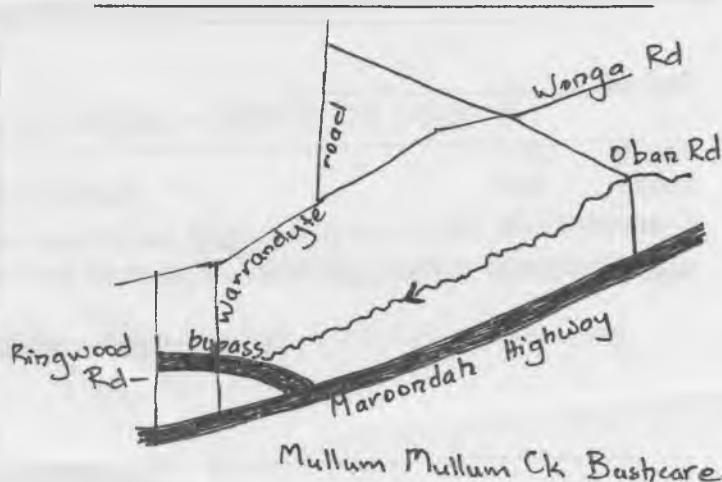 Wonga Rd
road
Oban Rd
Warrandyte
Ringwood
Rd
bypass
Maroondah Highway
Mullum Mullum Ck Bushcare